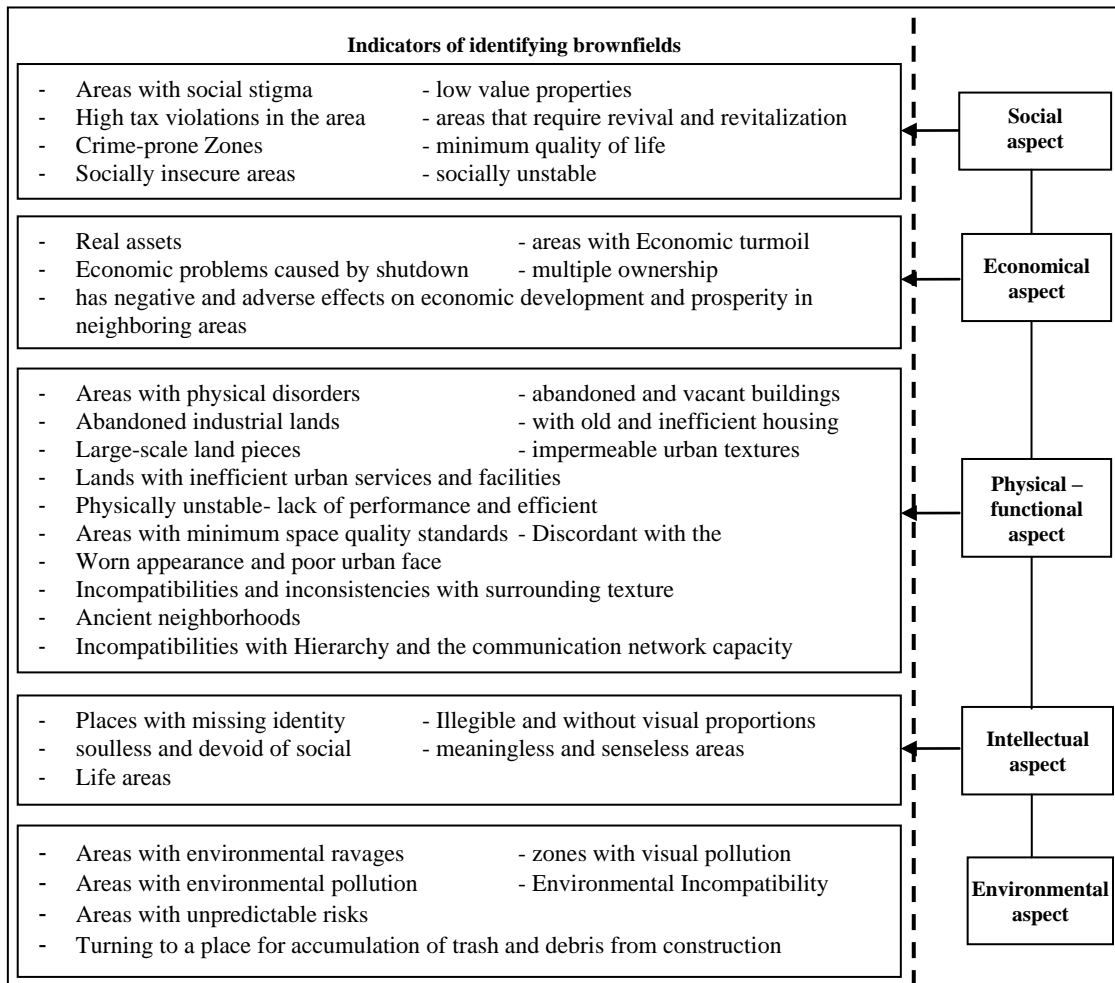 Indicators of identifying brownfields
- Areas with social stigma - low value properties
- High tax violations in the area - areas that require revival and revitalization
- Crime-prone Zones - minimum quality of life
- Socially insecure areas - socially unstable
Social
aspect
- Real assets - areas with Economic turmoil
- Economic problems caused by shutdown - multiple ownership
- has negative and adverse effects on economic development and prosperity in
neighboring areas
Economical
aspect
- Areas with physical disorders - abandoned and vacant buildings
- Abandoned industrial lands - with old and inefficient housing
- Large-scale land pieces - impermeable urban textures
- Lands with inefficient urban services and facilities
- Physically unstable- lack of performance and efficient
- Areas with minimum space quality standards - Discordant with the
- Worn appearance and poor urban face
- Incompatibilities and inconsistencies with surrounding texture
- Ancient neighborhoods
- Incompatibilities with Hierarchy and the communication network capacity
Physical –
functional
aspect
- Places with missing identity - Illegible and without visual proportions
- soulless and devoid of social - meaningless and senseless areas
- Life areas
Intellectual
aspect
- Areas with environmental ravages - zones with visual pollution
- Areas with environmental pollution - Environmental Incompatibility
- Areas with unpredictable risks
- Turning to a place for accumulation of trash and debris from construction
Environmental
aspect